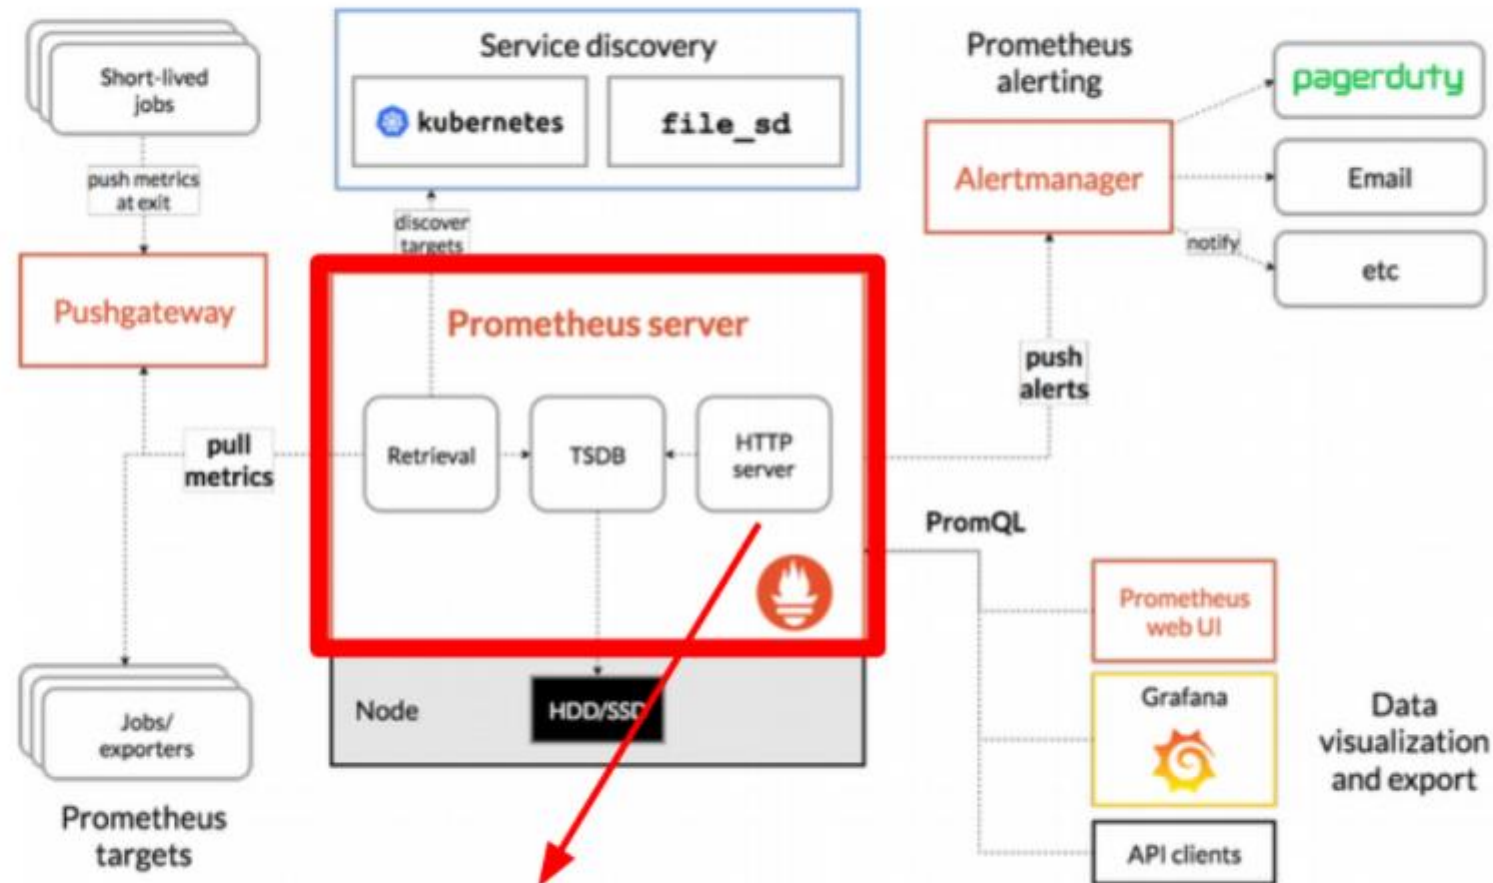 Short-lived
jobs
push metrics
at exit
Pushgateway
pull
metrics
Jobs/
exporters
Prometheus
targets
Service discovery
kubernetes
file_sd
discover
targets
Prometheus server
Retrieval
TSDB
HTTP
server
Node
HDD/SSD
Prometheus
alerting
Alertmanager
pagerduty
Email
notify
etc
push
alerts
PromQL
Prometheus
web UI
Grafana
API clients
Data
visualization
and export